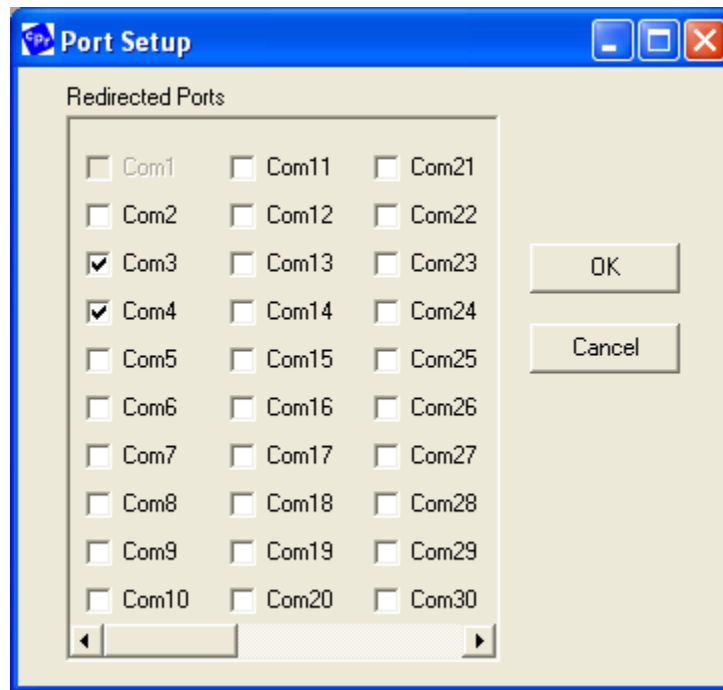 CPr Port Setup
Redirected Ports
Com1 Com11 Com21
Com2 Com12 Com22
Com3 Com13 Com23 OK
Com4 Com14 Com24
Com5 Com15 Com25 Cancel
Com6 Com16 Com26
Com7 Com17 Com27
Com8 Com18 Com28
Com9 Com19 Com29
Com10 Com20 Com30